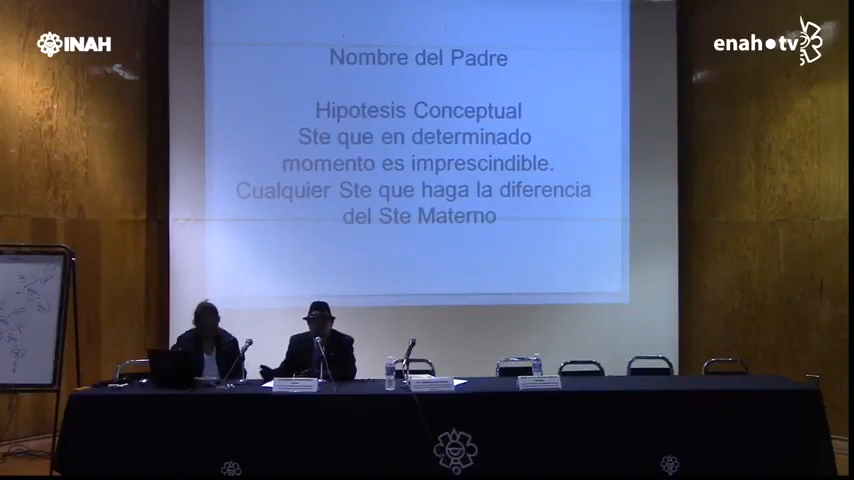 INAH
enah•tv
Nombre del Padre
Hipotesis Conceptual
Ste que en determinado
momento es imprescindible.
Cualquier Ste que haga la diferencia
del Ste Materno